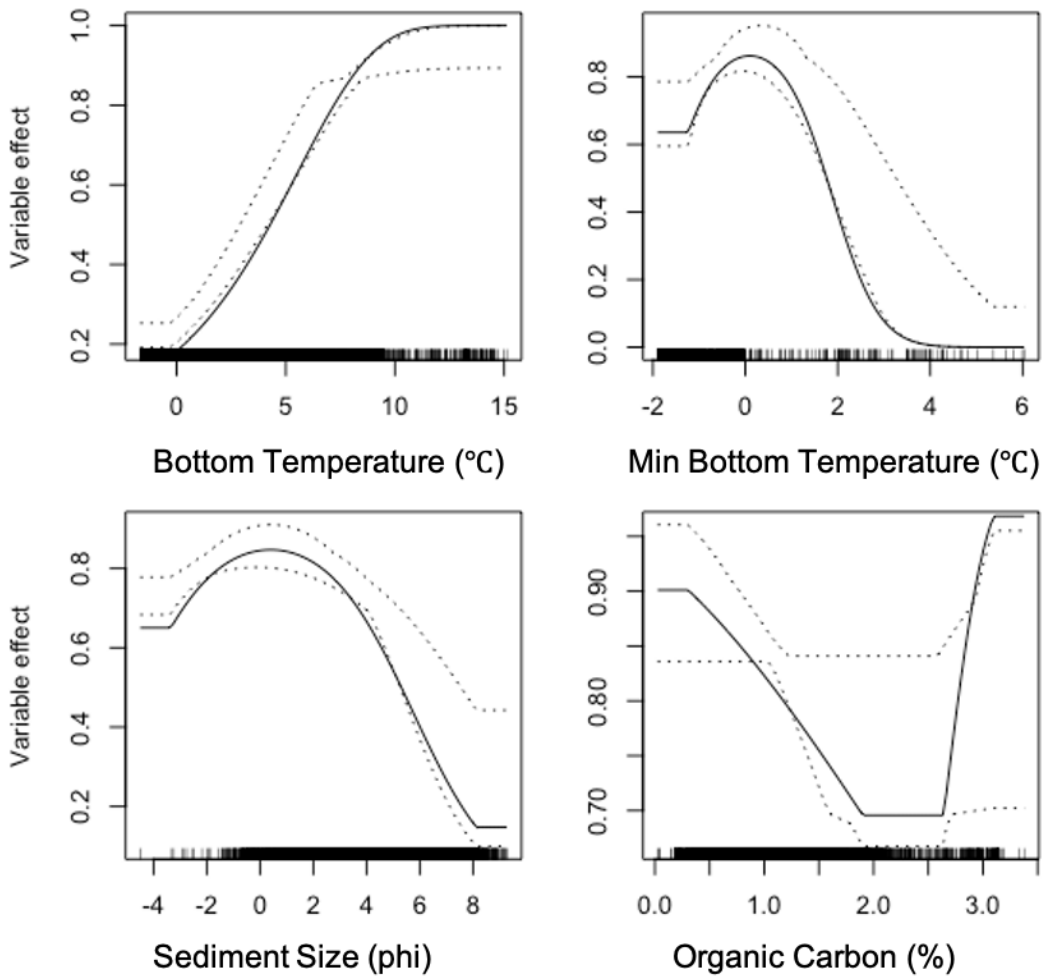 Variable effect
1.0
0.8
0.6
0.4
0.2
0 5 10 15
Bottom Temperature (℃)
0.8
0.6
0.4
0.2
0.0
-2 0 2 4 6
Min Bottom Temperature (℃)
Variable effect
0.8
0.6
0.4
0.2
-4 -2 0 2 4 6 8
Sediment Size (phi)
0.90
0.80
0.70
0.0 1.0 2.0 3.0
Organic Carbon (%)